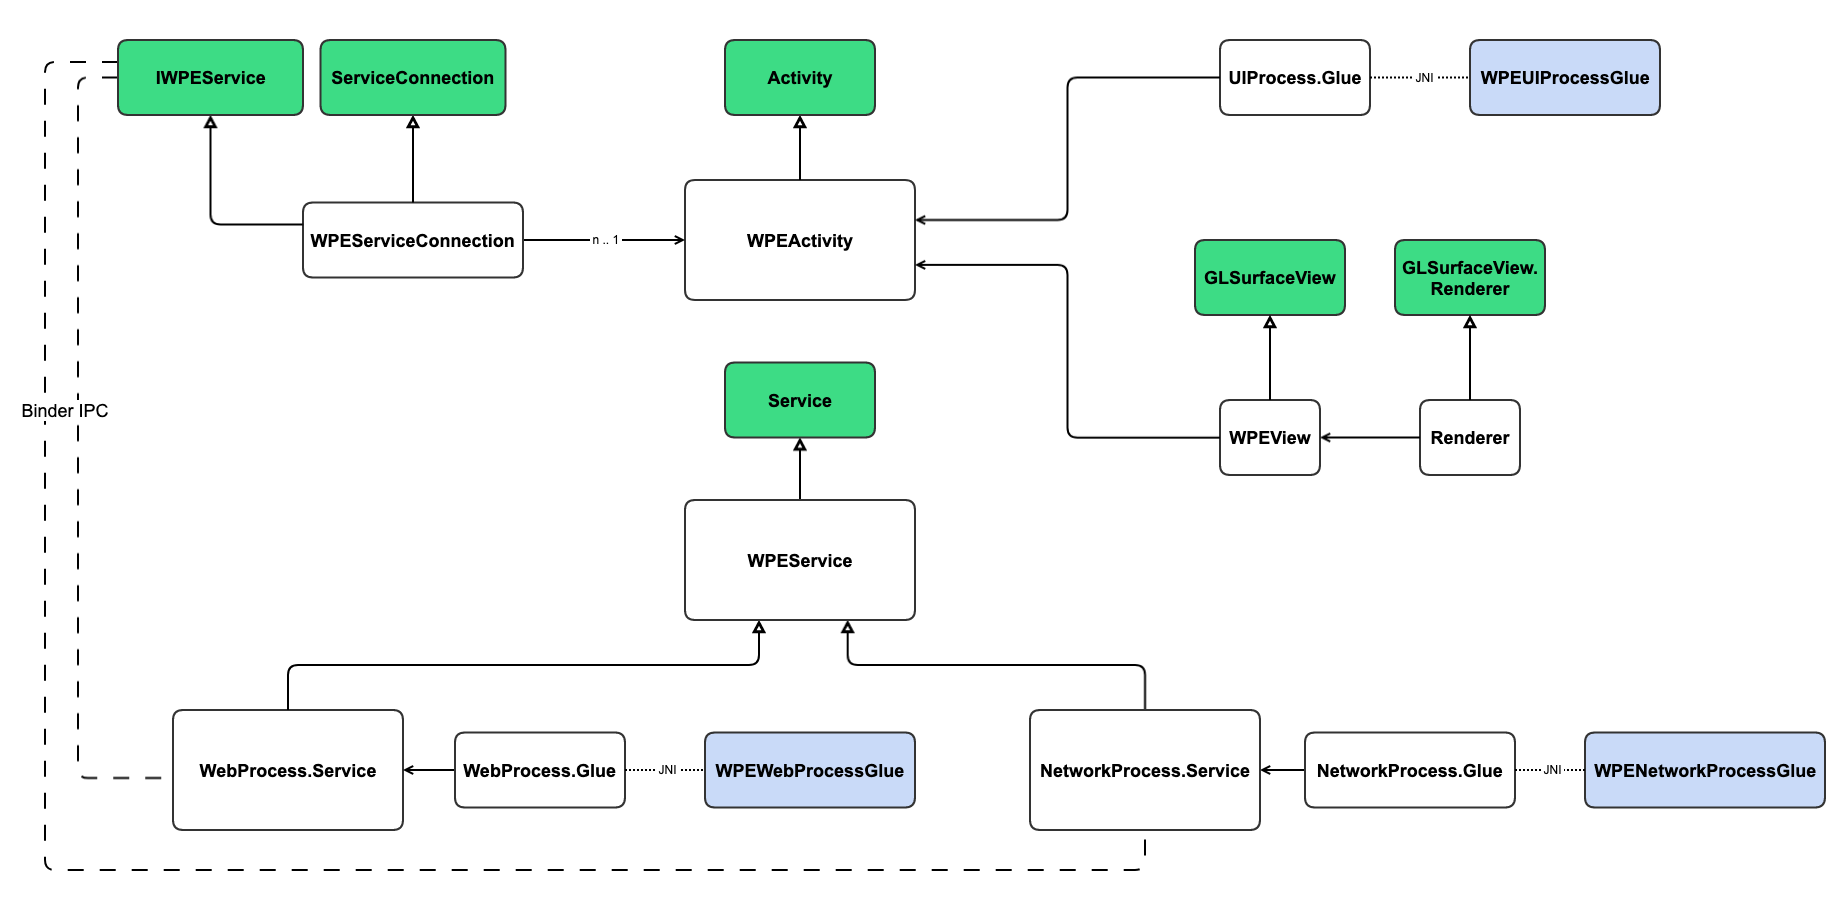 IWPEService
ServiceConnection
Activity
UIProcess.Glue
JNI
WPEUIProcessGlue
WPEServiceConnection
n .. 1
WPEActivity
GLSurfaceView
GLSurfaceView.
Renderer
Binder IPC
Service
WPEView
Renderer
WPEService
WebProcess.Service
WebProcess.Glue
JNI
WPEWebProcessGlue
NetworkProcess.Service
NetworkProcess.Glue
JNI
WPENetworkProcessGlue